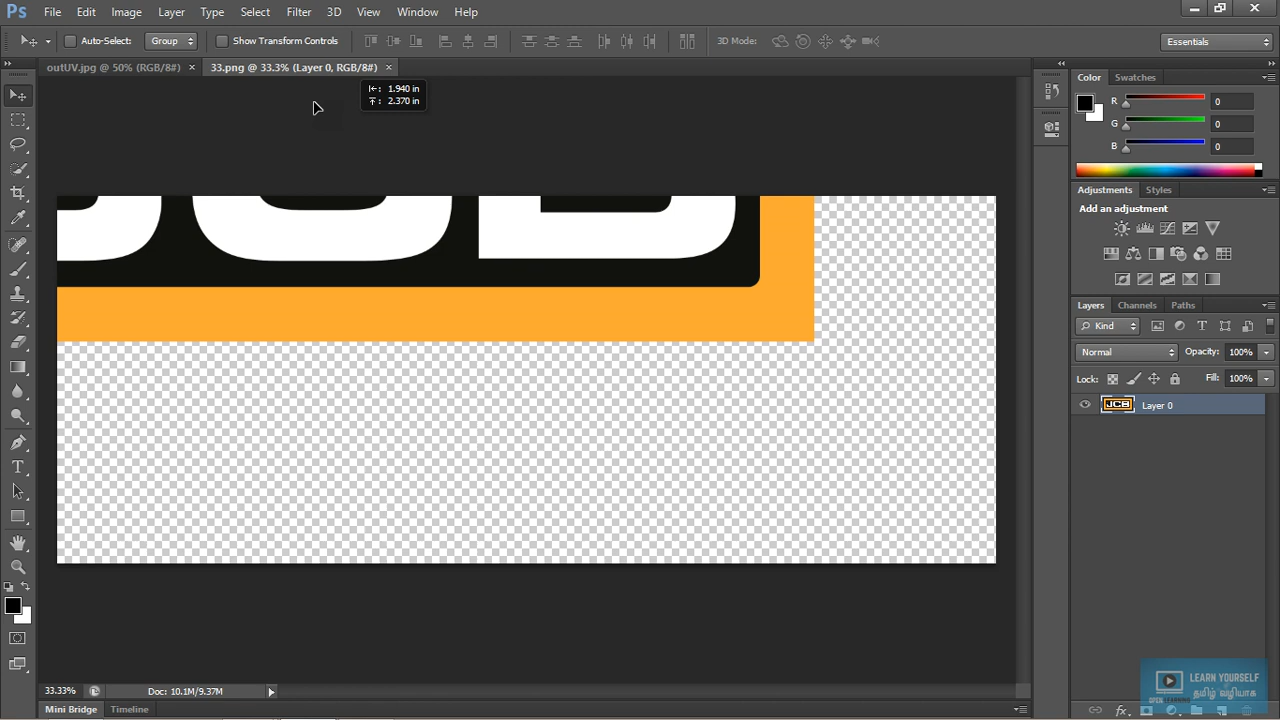 Ps File Edit Image Layer Type Select Filter 3D View Window Help
Auto-Select: Group Show Transform Controls 3D Mode: Essentials
outUV.jpg @ 50% (RGB/8#) × 33.png @ 33.3% (Layer 0, RGB/8#) ×
1.940 in
2.370 in
Color Swatches
R 0
G 0
B 0
Adjustments Styles
Add an adjustment
Layers Channels Paths
Kind
Normal Opacity: 100%
Lock: Fill: 100%
JCB Layer 0
LEARN YOURSELF
தமிழ் வழியாக
OPEN LEARNING
33.33% Doc: 10.1M/9.37M
Mini Bridge Timeline